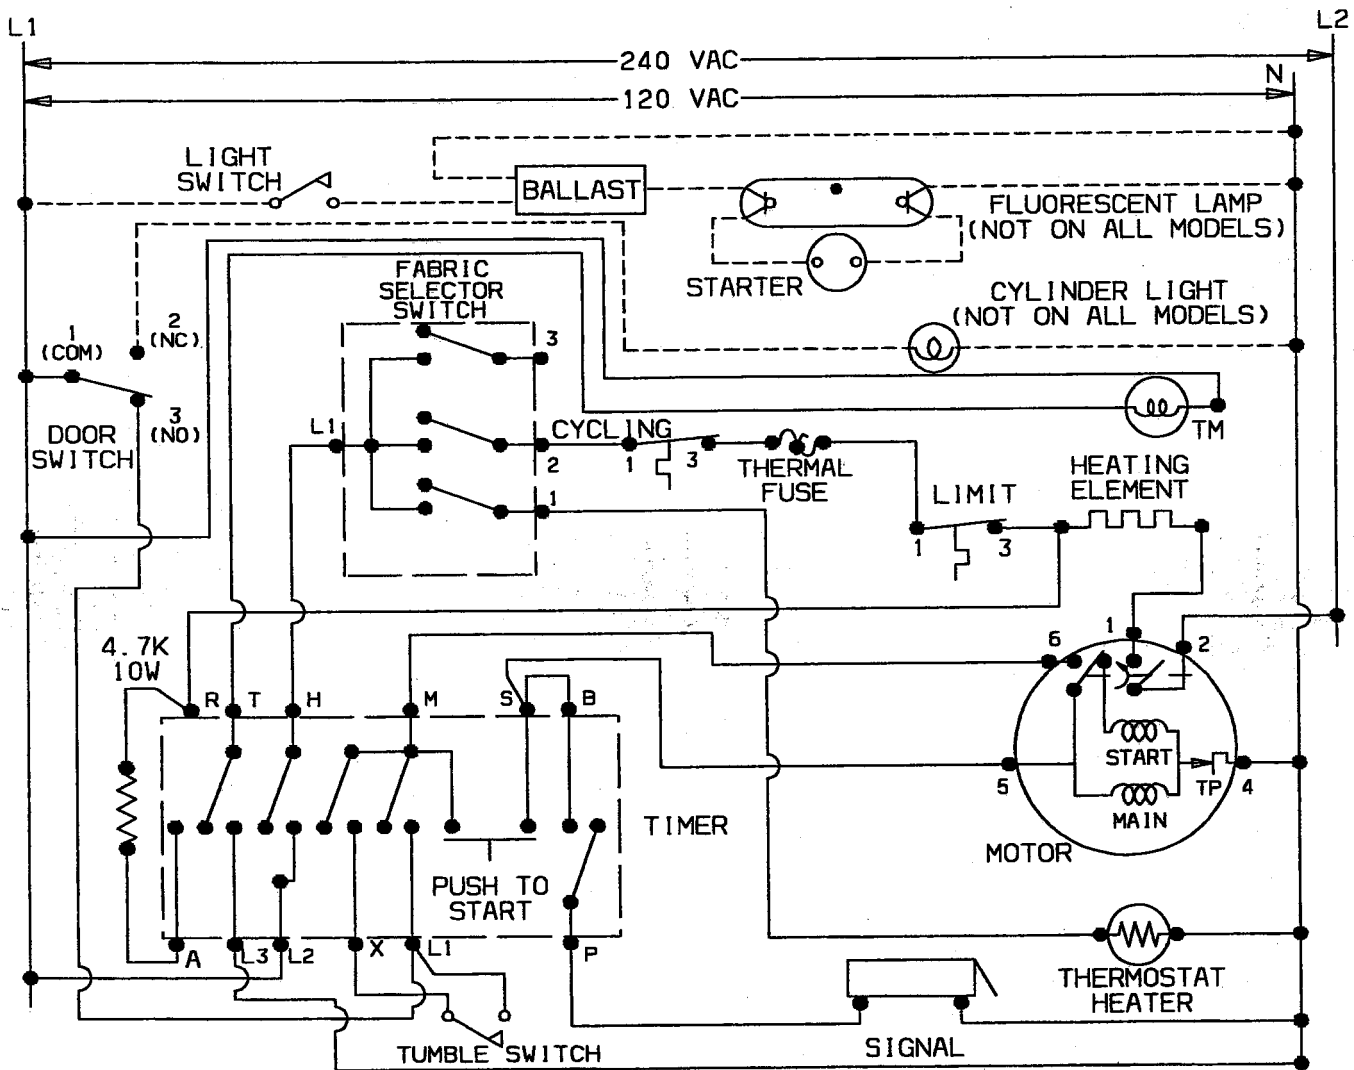 L1
L2
240 VAC
N
120 VAC
LIGHT
SWITCH
BALLAST
FLUORESCENT LAMP
(NOT ON ALL MODELS)
STARTER
FABRIC
SELECTOR
SWITCH
CYLINDER LIGHT
(NOT ON ALL MODELS)
1
(COM)
2
(NC)
3
3
(NO)
DOOR
SWITCH
L1
CYCLING
2
1
3
THERMAL
FUSE
TM
HEATING
ELEMENT
LIMIT
1
3
1
4.7K
10W
6
1
2
R
T
H
M
S
B
START
5
TP
4
MAIN
MOTOR
TIMER
PUSH TO
START
A
L3
L2
X
L1
P
THERMOSTAT
HEATER
TUMBLE SWITCH
SIGNAL